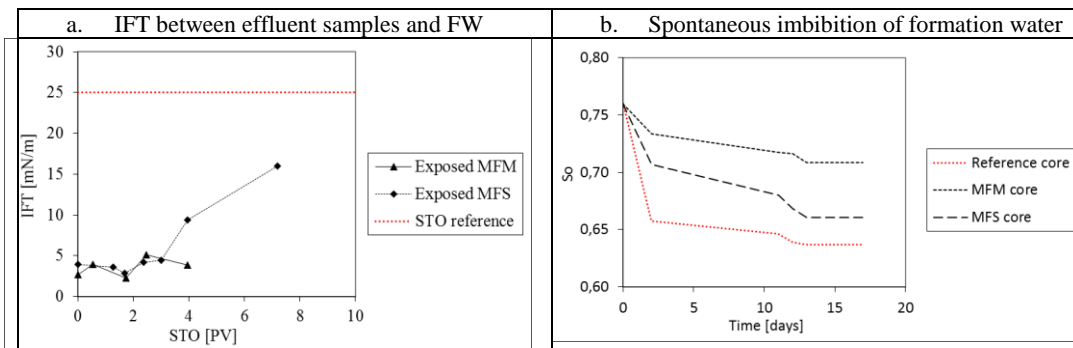 a. IFT between effluent samples and FW
b. Spontaneous imbibition of formation water
30
25
20
15
10
5
0
IFT [mN/m]
0 2 4 6 8 10
STO [PV]
Exposed MFM
Exposed MFS
STO reference
0,80
0,75
0,70
0,65
0,60
So
0 5 10 15 20
Time [days]
Reference core
MFM core
MFS core